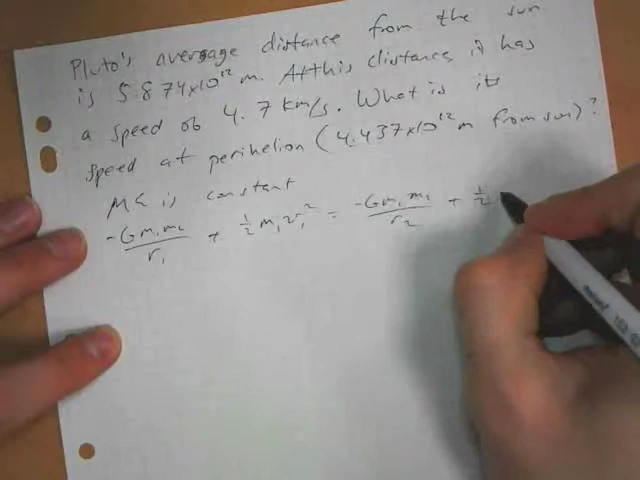 Pluto's average distance from the sun
is 5.874x10¹² m. At this distance it has
a speed of 4.7 km/s. What is its
speed at perihelion (4.437x10¹² m from sun)?
ME is constant
-Gm₁m₂/r₁ + ½m₁v₁² = -Gm₁m₂/r₂ + ½